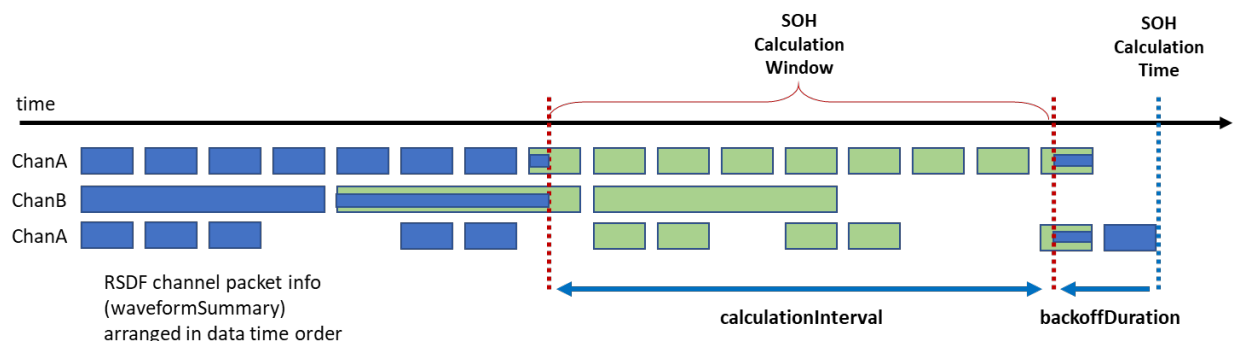 SOH
Calculation
Window
SOH
Calculation
Time
time
ChanA
ChanB
ChanA
RSDF channel packet info
(waveformSummary)
arranged in data time order
calculationInterval
backoffDuration